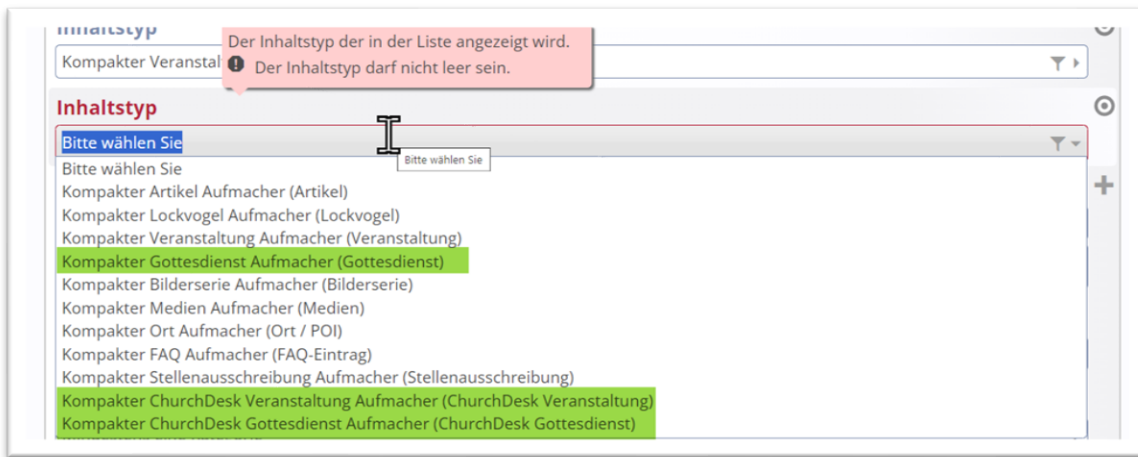 Inhaltstyp
Der Inhaltstyp der in der Liste angezeigt wird.
Kompakter Veranstal
Der Inhaltstyp darf nicht leer sein.
Inhaltstyp
Bitte wählen Sie
Bitte wählen Sie
Bitte wählen Sie
Kompakter Artikel Aufmacher (Artikel)
Kompakter Lockvogel Aufmacher (Lockvogel)
Kompakter Veranstaltung Aufmacher (Veranstaltung)
Kompakter Gottesdienst Aufmacher (Gottesdienst)
Kompakter Bilderserie Aufmacher (Bilderserie)
Kompakter Medien Aufmacher (Medien)
Kompakter Ort Aufmacher (Ort / POI)
Kompakter FAQ Aufmacher (FAQ-Eintrag)
Kompakter Stellenausschreibung Aufmacher (Stellenausschreibung)
Kompakter ChurchDesk Veranstaltung Aufmacher (ChurchDesk Veranstaltung)
Kompakter ChurchDesk Gottesdienst Aufmacher (ChurchDesk Gottesdienst)